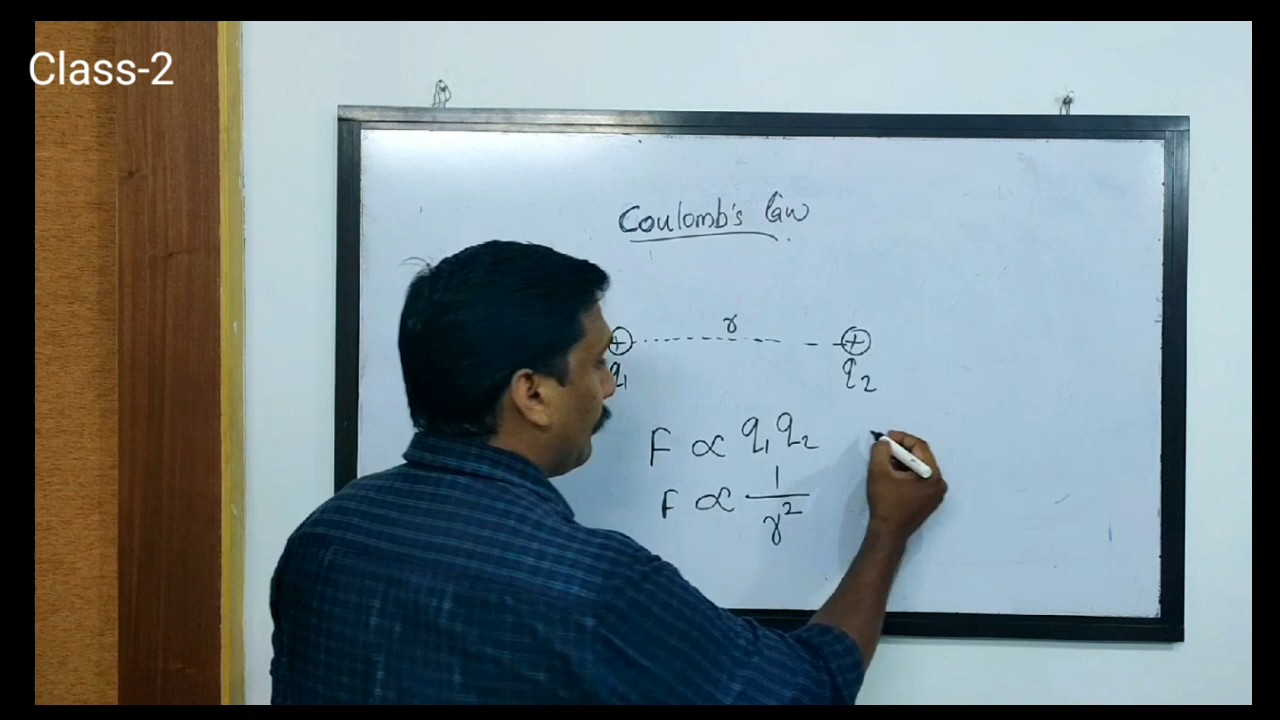 Class-2
Coulomb's law
r
+ +
q₁ q₂
F ∝ q₁q₂
F ∝ 1/r²